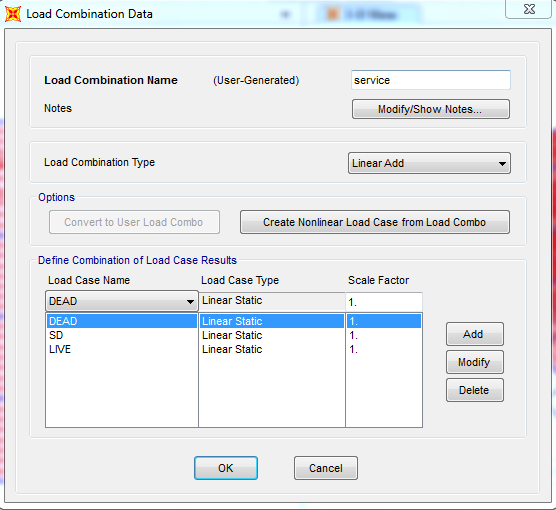 Load Combination Data
Load Combination Name (User-Generated) service
Notes Modify/Show Notes...
Load Combination Type Linear Add
Options
Convert to User Load Combo Create Nonlinear Load Case from Load Combo
Define Combination of Load Case Results
Load Case Name Load Case Type Scale Factor
DEAD Linear Static 1.
DEAD Linear Static 1.
SD Linear Static 1.
LIVE Linear Static 1.
Add
Modify
Delete
OK Cancel